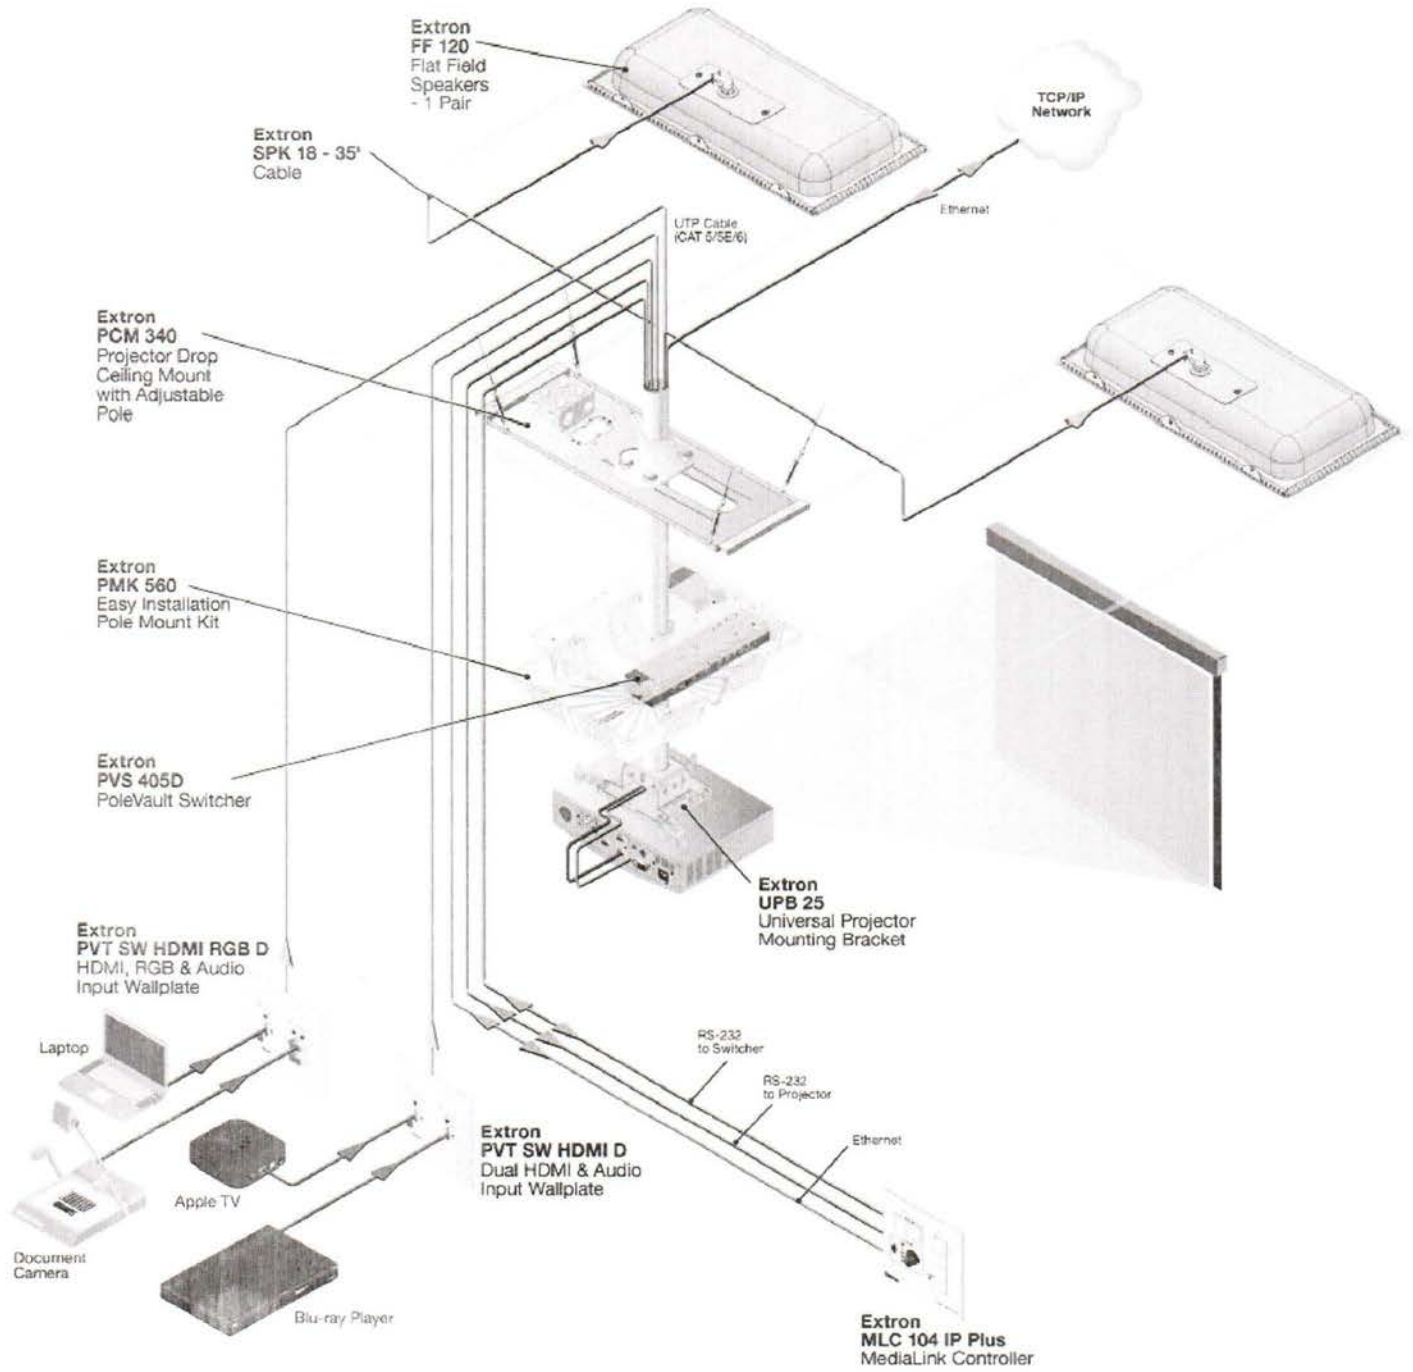 Extron
FF 120
Flat Field
Speakers
- 1 Pair
TCP/IP
Network
Extron
SPK 18 - 35'
Cable
Ethernet
UTP Cable
(CAT 5/5E/6)
Extron
PCM 340
Projector Drop
Ceiling Mount
with Adjustable
Pole
Extron
PMK 560
Easy Installation
Pole Mount Kit
Extron
PVS 405D
PoleVault Switcher
Extron
UPB 25
Universal Projector
Mounting Bracket
Extron
PVT SW HDMI RGB D
HDMI, RGB & Audio
Input Wallplate
Laptop
RS-232
to Switcher
RS-232
to Projector
Ethernet
Extron
PVT SW HDMI D
Dual HDMI & Audio
Input Wallplate
Apple TV
Document
Camera
Blu-ray Player
Extron
MLC 104 IP Plus
MediaLink Controller